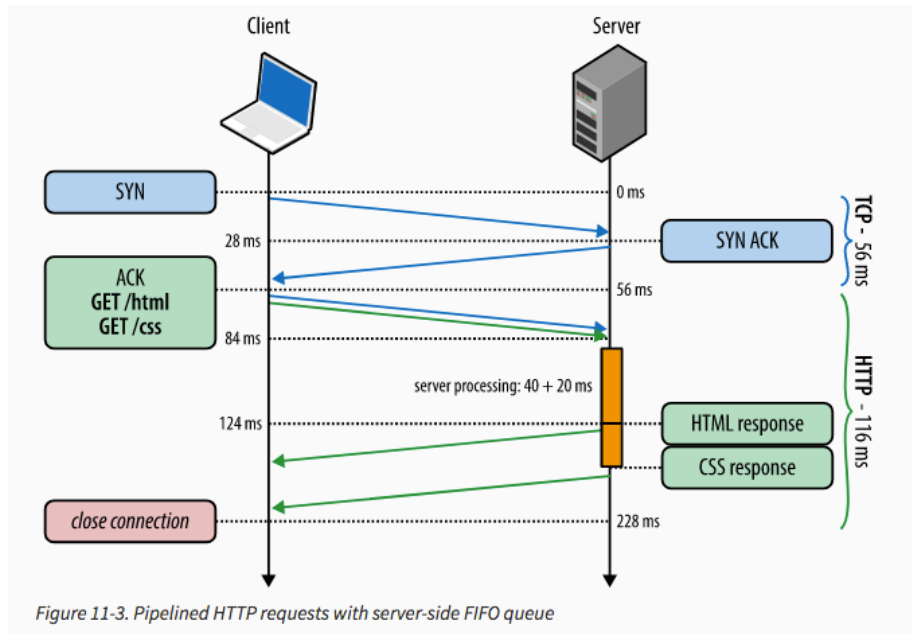 Client
Server
SYN
0 ms
28 ms
SYN ACK
TCP - 56 ms
ACK
GET /html
GET /css
56 ms
84 ms
HTTP - 116 ms
server processing: 40 + 20 ms
124 ms
HTML response
CSS response
close connection
228 ms
Figure 11-3. Pipelined HTTP requests with server-side FIFO queue